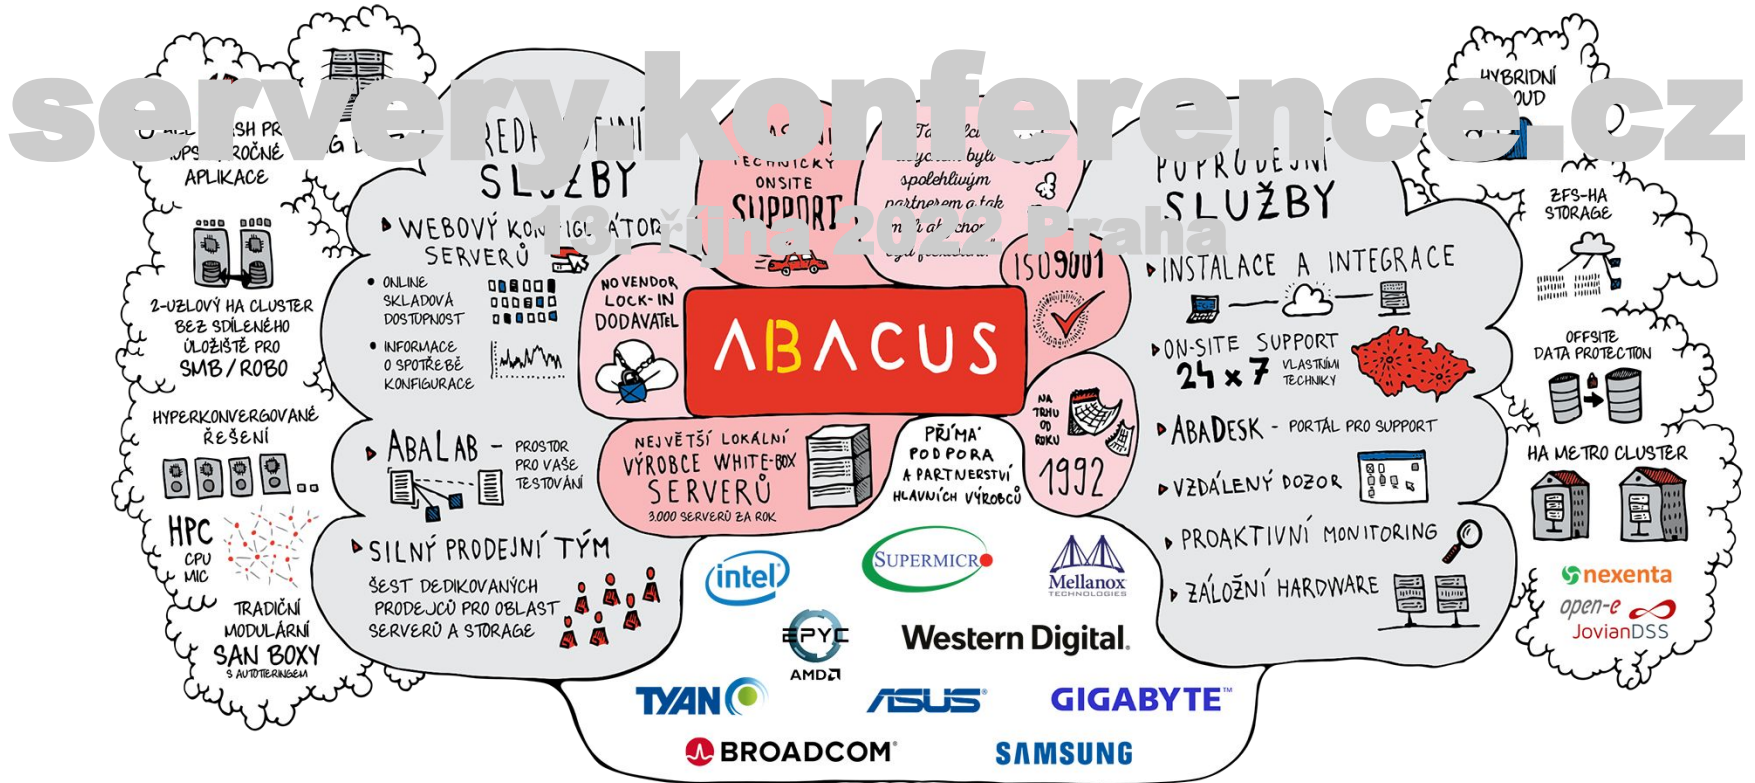 servery.konference.cz
13. října 2022 Praha
APLIKACE
2-UZLOVÝ HA CLUSTER
BEZ SDÍLENÉHO
ÚLOŽIŠTĚ PRO
SMB / ROBO
HYPERKONVERGOVANÉ
ŘEŠENÍ
HPC
CPU
MIC
TRADIČNÍ
MODULÁRNÍ
SAN BOXY
S AUTOTIERINGEM
SLUŽBY
WEBOVÝ KONFIGURÁTOR
SERVERŮ
ONLINE
SKLADOVÁ
DOSTUPNOST
INFORMACE
O SPOTŘEBĚ
KONFIGURACE
ABALAB - PROSTOR
PRO VAŠE
TESTOVÁNÍ
SILNÝ PRODEJNÍ TÝM
ŠEST DEDIKOVANÝCH
PRODEJCŮ PRO OBLAST
SERVERŮ A STORAGE
TECHNICKÝ
ONSITE
SUPPORT
spolehlivým
partnerem a tak
NO VENDOR
LOCK-IN
DODAVATEL
ISO9001
ABACUS
NA
TRHU
OD
ROKU
1992
NEJVĚTŠÍ LOKÁLNÍ
VÝROBCE WHITE-BOX
SERVERŮ
3.000 SERVERŮ ZA ROK
PŘÍMÁ
PODPORA
A PARTNERSTVÍ
HLAVNÍCH VÝROBCŮ
intel
SUPERMICRO
Mellanox
TECHNOLOGIES
EPYC
AMD
Western Digital.
TYAN
ASUS
GIGABYTE™
BROADCOM
SAMSUNG
POPRODEJNÍ
SLUŽBY
INSTALACE A INTEGRACE
ON-SITE SUPPORT
24 x 7 VLASTNÍMI
TECHNIKY
ABADESK - PORTÁL PRO SUPPORT
VZDÁLENÝ DOZOR
PROAKTIVNÍ MONITORING
ZÁLOŽNÍ HARDWARE
HYBRIDNÍ
ZFS-HA
STORAGE
OFFSITE
DATA PROTECTION
HA METRO CLUSTER
nexenta
open-e
JovianDSS